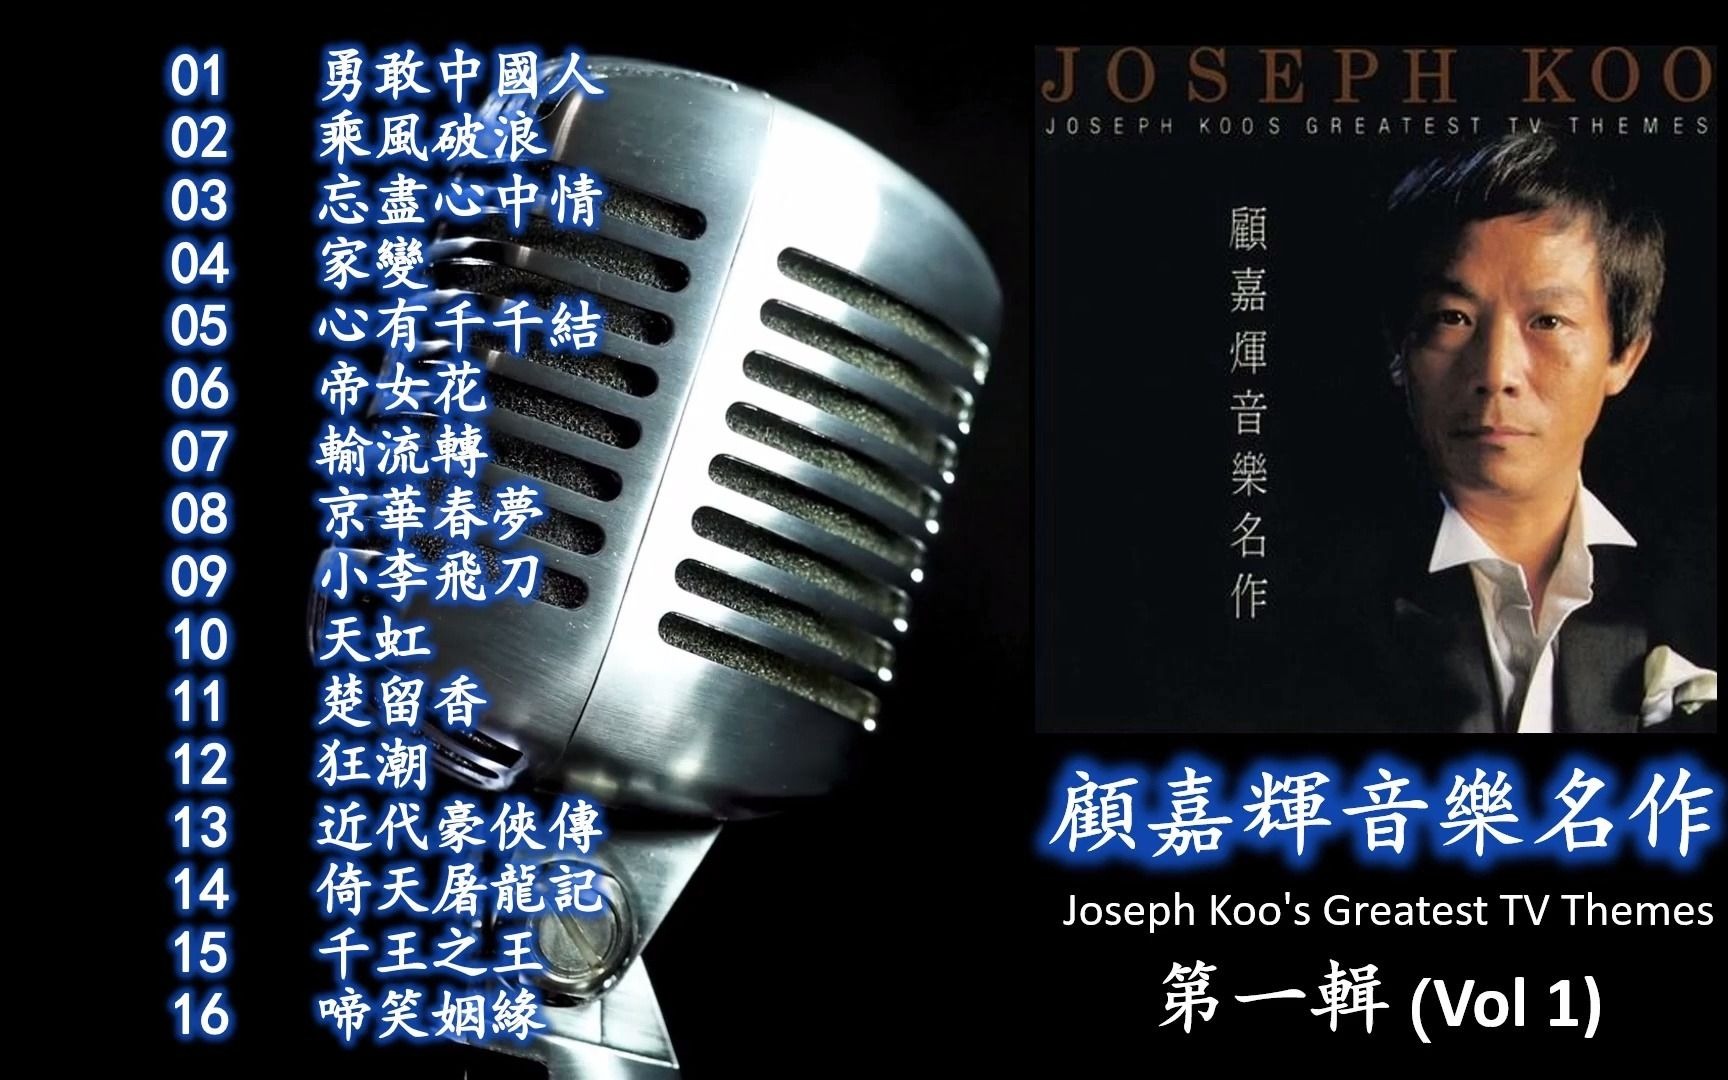 01 勇敢中國人
02 乘風破浪
03 忘盡心中情
04 家變
05 心有千千結
06 帝女花
07 輸流轉
08 京華春夢
09 小李飛刀
10 天虹
11 楚留香
12 狂潮
13 近代豪俠傳
14 倚天屠龍記
15 千王之王
16 啼笑姻緣
JOSEPH KOO
JOSEPH KOOS GREATEST TV THEMES
顧嘉煇音樂名作
顧嘉輝音樂名作
Joseph Koo's Greatest TV Themes
第一輯 (Vol 1)